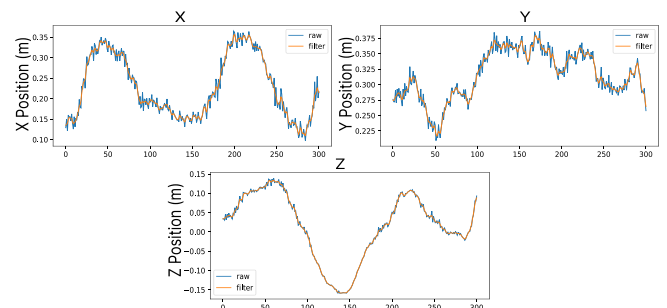 X
X Position (m)
0.35
0.30
0.25
0.20
0.15
0.10
raw
filter
0 50 100 150 200 250 300
Y
Y Position (m)
0.375
0.350
0.325
0.300
0.275
0.250
0.225
raw
filter
0 50 100 150 200 250 300
Z
Z Position (m)
0.15
0.10
0.05
0.00
−0.05
−0.10
−0.15
raw
filter
0 50 100 150 200 250 300